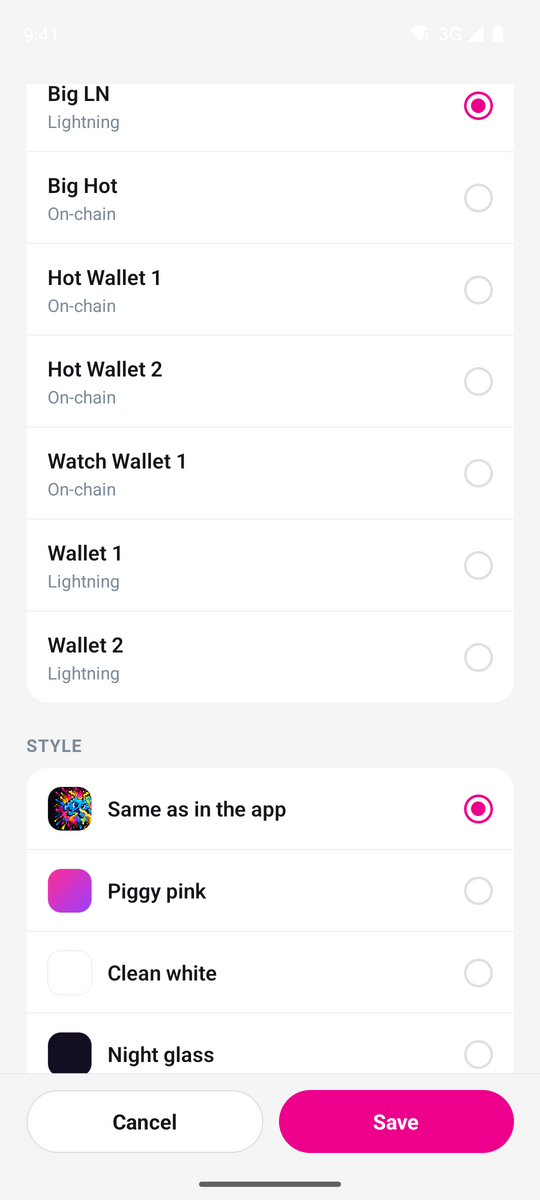 9:41
3G
Big LN
Lightning
Big Hot
On-chain
Hot Wallet 1
On-chain
Hot Wallet 2
On-chain
Watch Wallet 1
On-chain
Wallet 1
Lightning
Wallet 2
Lightning
STYLE
Same as in the app
Piggy pink
Clean white
Night glass
Cancel
Save